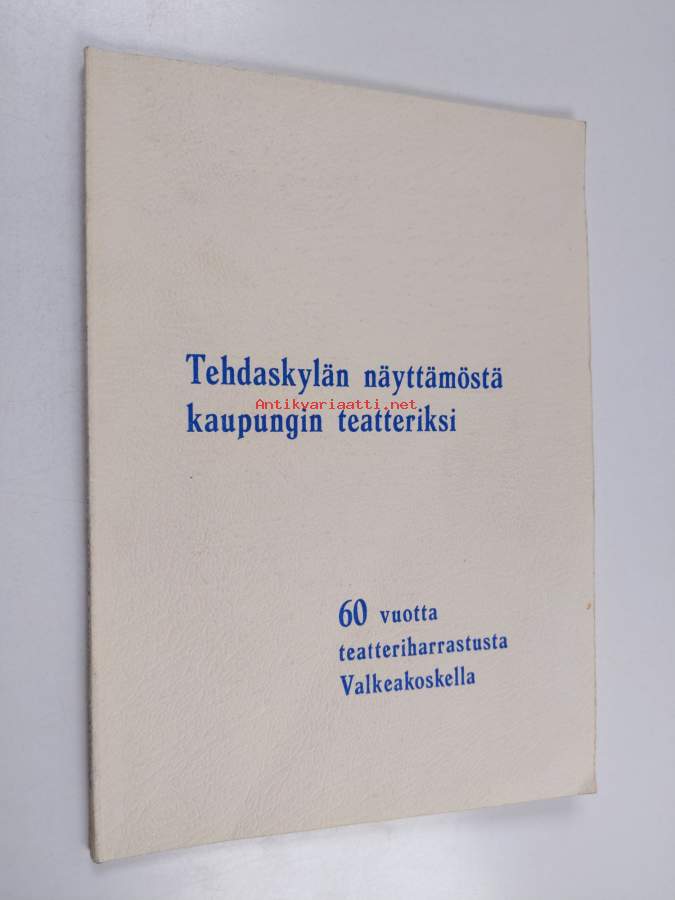 Tehdaskylän näyttämöstä
Antikvariaatti.net
kaupungin teatteriksi
60 vuotta
teatteriharrastusta
Valkeakoskella